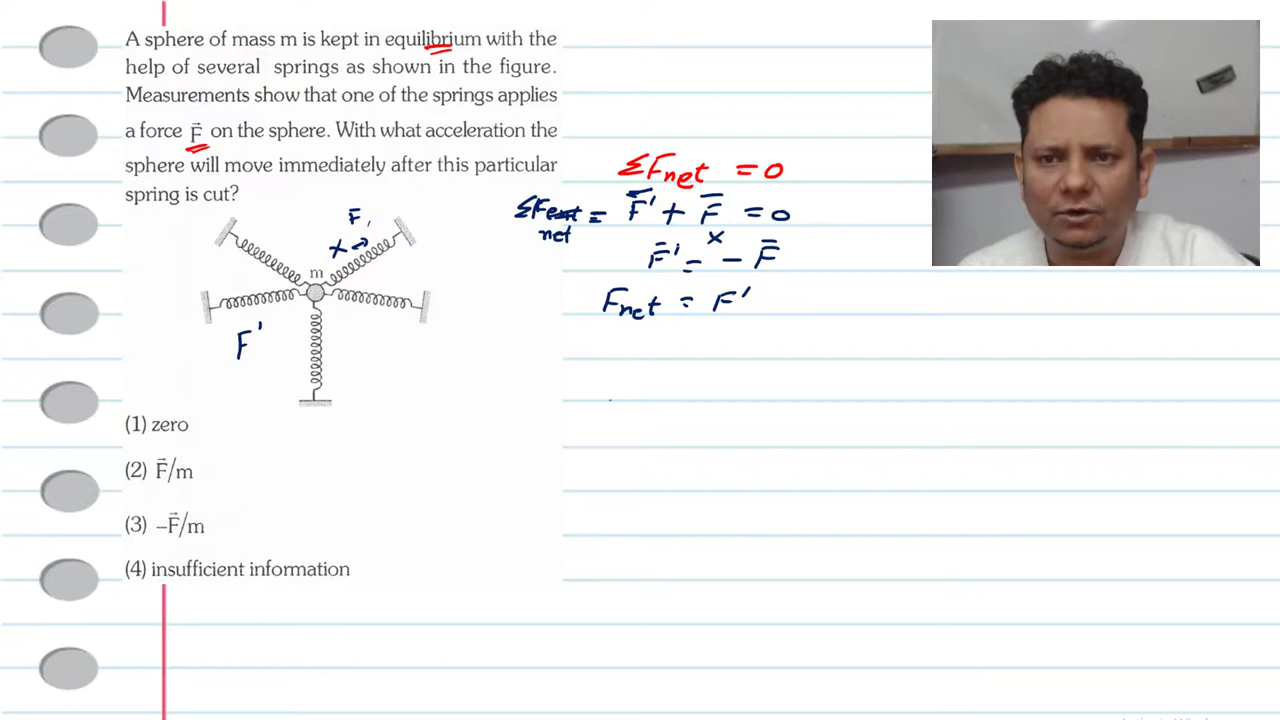 A sphere of mass m is kept in equilibrium with the
help of several springs as shown in the figure.
Measurements show that one of the springs applies
a force F⃗ on the sphere. With what acceleration the
sphere will move immediately after this particular
spring is cut?
ΣFnet = 0
F̄' + F̄ = 0
net
F̄' = - F̄
Fnet = F'
F̄
x
x
m
F'
(1) zero
(2) F⃗/m
(3) –F⃗/m
(4) insufficient information